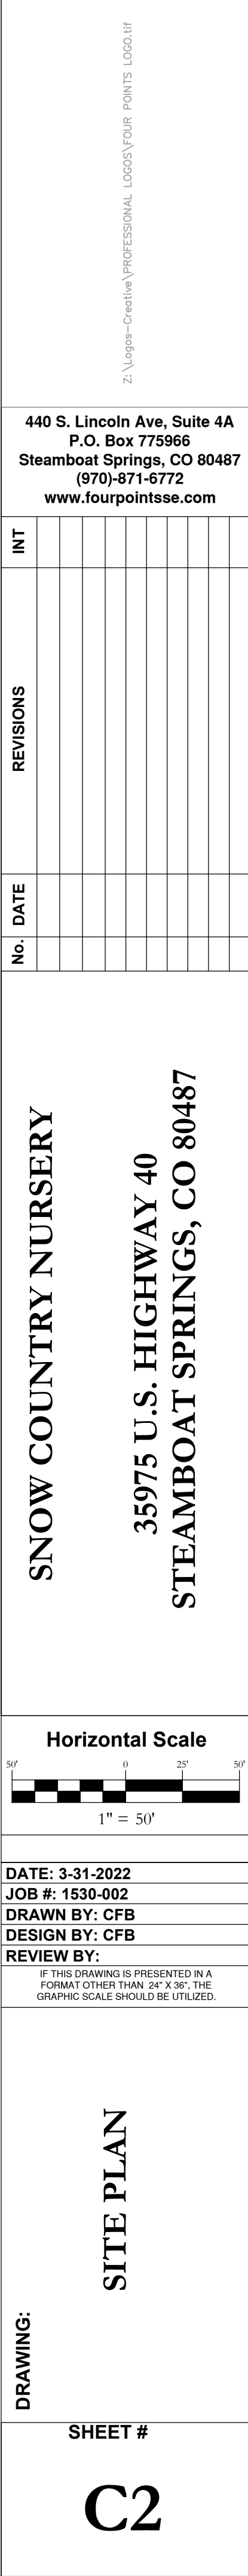 Z: \Logos-Creative\PROFESSIONAL LOGOS\FOUR POINTS LOGO.tif
440 S. Lincoln Ave, Suite 4A
P.O. Box 775966
Steamboat Springs, CO 80487
(970)-871-6772
www.fourpointsse.com
INT
REVISIONS
DATE
No.
SNOW COUNTRY NURSERY
35975 U.S. HIGHWAY 40
STEAMBOAT SPRINGS, CO 80487
Horizontal Scale
50' 0 25' 50'
1" = 50'
DATE: 3-31-2022
JOB #: 1530-002
DRAWN BY: CFB
DESIGN BY: CFB
REVIEW BY:
IF THIS DRAWING IS PRESENTED IN A
FORMAT OTHER THAN 24" X 36", THE
GRAPHIC SCALE SHOULD BE UTILIZED.
SITE PLAN
DRAWING:
SHEET #
C2